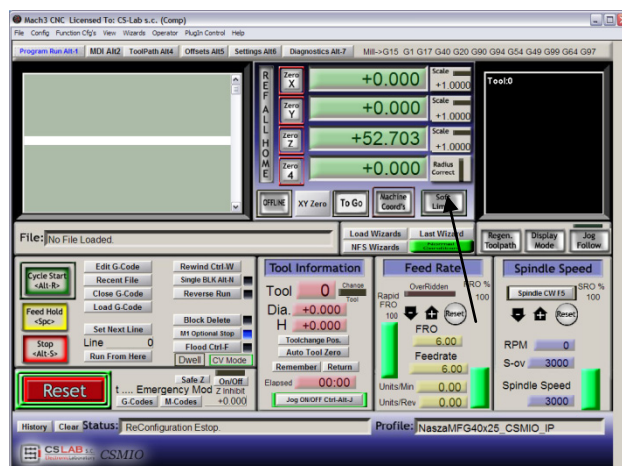 Mach3 CNC Licensed To: CS-Lab s.c. (Comp)
File Config Function Cfg's View Wizards Operator PlugIn Control Help
Program Run Alt-1 MDI Alt2 ToolPath Alt4 Offsets Alt5 Settings Alt6 Diagnostics Alt-7 Mill->G15 G1 G17 G40 G20 G90 G94 G54 G49 G99 G64 G97
REF ALL HOME
Zero X +0.000 Scale +1.0000
Zero Y +0.000 Scale +1.0000
Zero Z +52.703 Scale +1.0000
Zero 4 +0.000 Radius Correct
OFFLINE XY Zero To Go Machine Coord's Soft
Tool:0
File: No File Loaded.
Load Wizards Last Wizard
NFS Wizards
Regen. Toolpath Display Mode Jog Follow
Cycle Start <Alt-R>
Feed Hold <Spc>
Stop <Alt-S>
Edit G-Code Rewind Ctrl-W
Recent File Single BLK Alt-N
Close G-Code Reverse Run
Load G-Code
Block Delete
Set Next Line M1 Optional Stop
Line 0 Flood Ctrl-F
Run From Here Dwell CV Mode
Reset
t .... Emergency Mod
Safe Z On/Off Z Inhibit
G-Codes M-Codes +0.000
Tool Information
Tool 0 Change Tool
Dia. +0.000
H +0.000
Toolchange Pos.
Auto Tool Zero
Remember Return
Elapsed 00:00
Jog ON/OFF Ctrl-Alt-J
Feed Rate
OverRidden RO %
Rapid FRO 100 100
Reset
FRO
6.00
Feedrate
6.00
Units/Min 0.00
Units/Rev 0.00
Spindle Speed
Spindle CW F5 SRO % 100
Reset
RPM 0
S-ov 3000
Spindle Speed
3000
History Clear Status: ReConfiguration Estop. Profile: NaszaMFG40x25_CSMIO_IP
CSLAB s.c. CSMIO